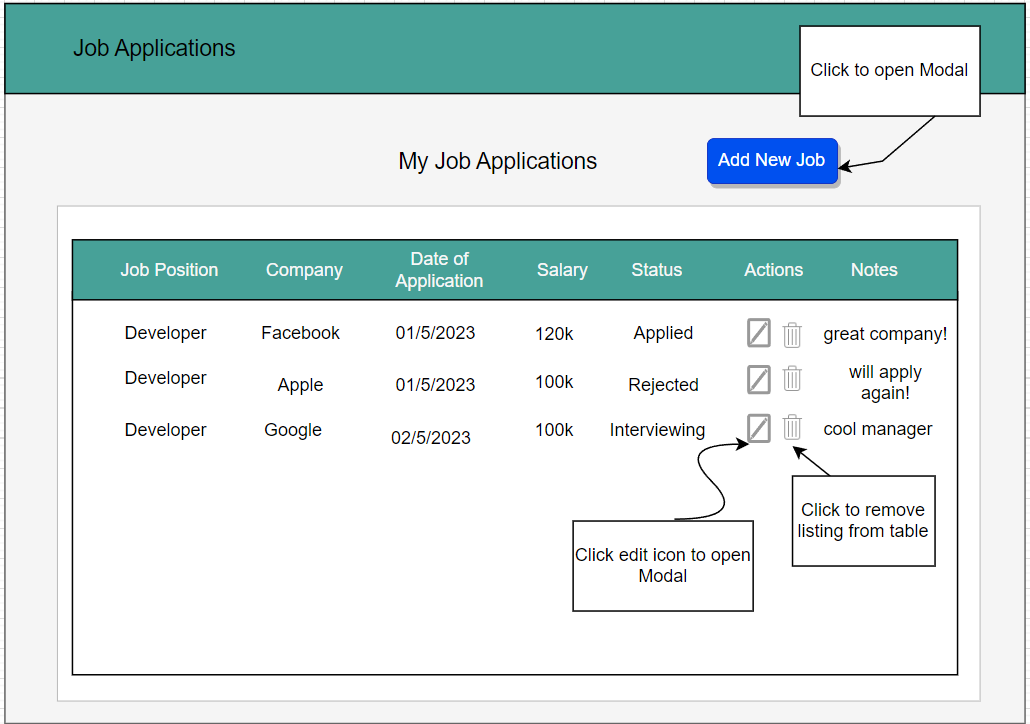 Job Applications
Click to open Modal
My Job Applications
Add New Job
Job Position
Company
Date of
Application
Salary
Status
Actions
Notes
Developer
Facebook
01/5/2023
120k
Applied
great company!
Developer
Apple
01/5/2023
100k
Rejected
will apply
again!
Developer
Google
02/5/2023
100k
Interviewing
cool manager
Click to remove
listing from table
Click edit icon to open
Modal